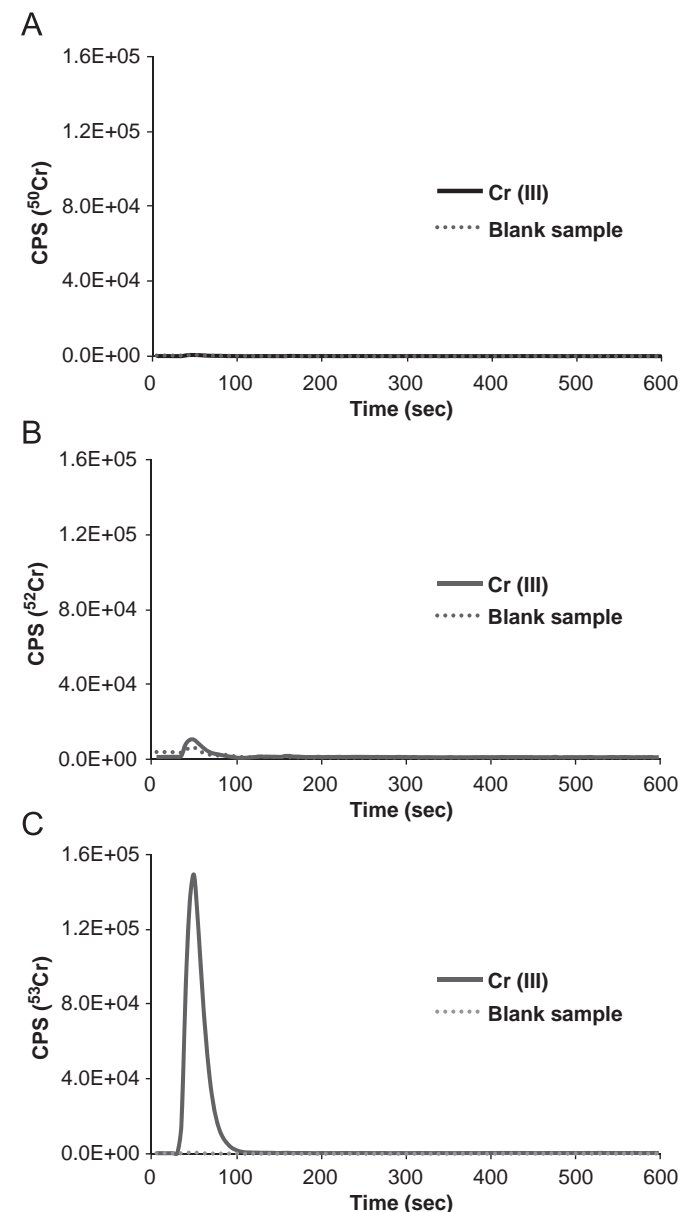 A
1.6E+05
1.2E+05
8.0E+04
4.0E+04
0.0E+00
CPS (⁵⁰Cr)
Cr (III)
Blank sample
0 100 200 300 400 500 600
Time (sec)
B
1.6E+05
1.2E+05
8.0E+04
4.0E+04
0.0E+00
CPS (⁵²Cr)
Cr (III)
Blank sample
0 100 200 300 400 500 600
Time (sec)
C
1.6E+05
1.2E+05
8.0E+04
4.0E+04
0.0E+00
CPS (⁵³Cr)
Cr (III)
Blank sample
0 100 200 300 400 500 600
Time (sec)